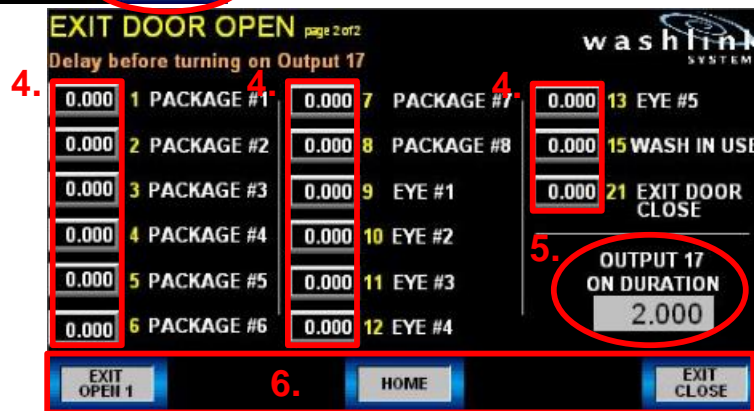 EXIT DOOR OPEN page 2 of 2
washlink
SYSTEM
Delay before turning on Output 17
4. 4. 4.
0.000 1 PACKAGE #1 0.000 7 PACKAGE #7 0.000 13 EYE #5
0.000 2 PACKAGE #2 0.000 8 PACKAGE #8 0.000 15 WASH IN USE
0.000 3 PACKAGE #3 0.000 9 EYE #1 0.000 21 EXIT DOOR
CLOSE
0.000 4 PACKAGE #4 0.000 10 EYE #2
5. OUTPUT 17
0.000 5 PACKAGE #5 0.000 11 EYE #3 ON DURATION
2.000
0.000 6 PACKAGE #6 0.000 12 EYE #4
EXIT
OPEN 1
6.
HOME
EXIT
CLOSE